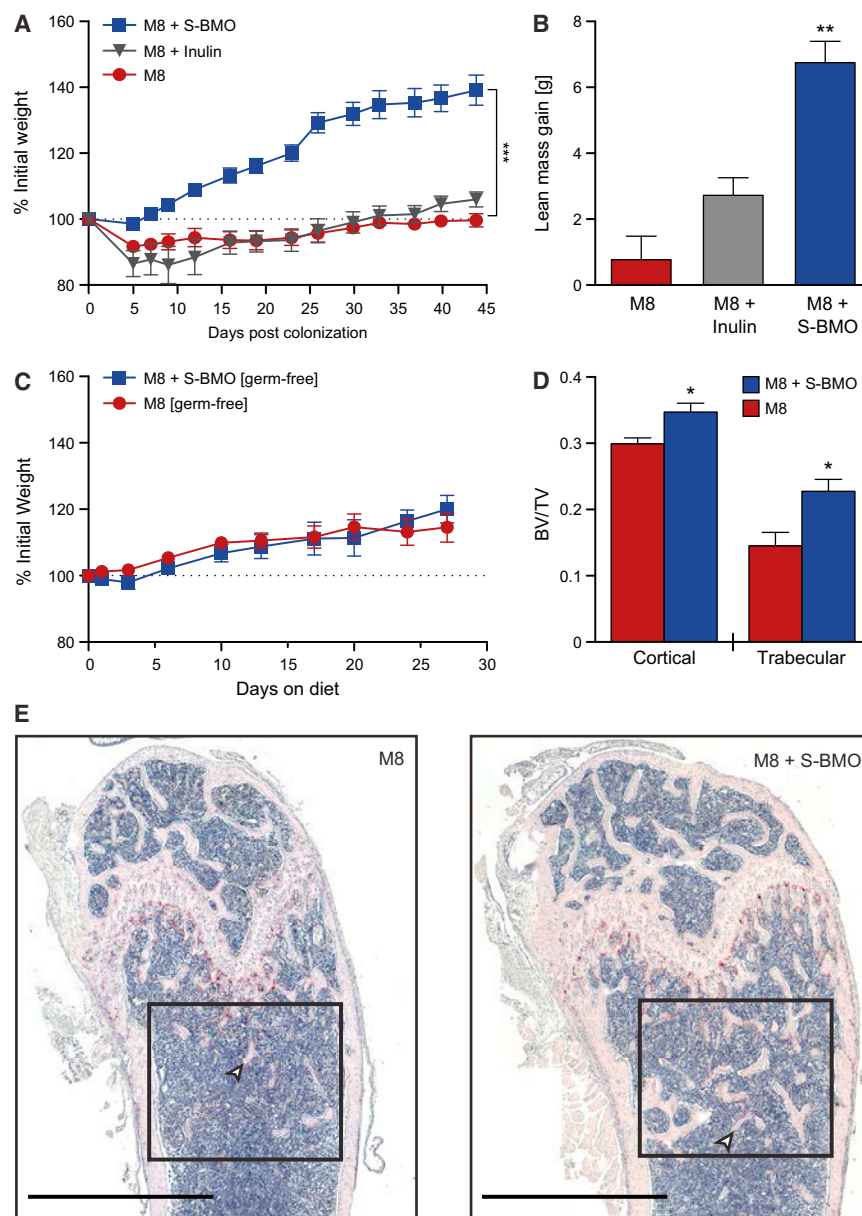 A
M8 + S-BMO
M8 + Inulin
M8
% Initial weight
160
140
120
100
80
***
0 5 10 15 20 25 30 35 40 45
Days post colonization
B
Lean mass gain [g]
8
6
4
2
0
**
M8
M8 +
Inulin
M8 +
S-BMO
C
M8 + S-BMO [germ-free]
M8 [germ-free]
% Initial Weight
160
140
120
100
80
0 5 10 15 20 25 30
Days on diet
D
M8 + S-BMO
M8
BV/TV
0.4
0.3
0.2
0.1
0
*
*
Cortical
Trabecular
E
M8
M8 + S-BMO